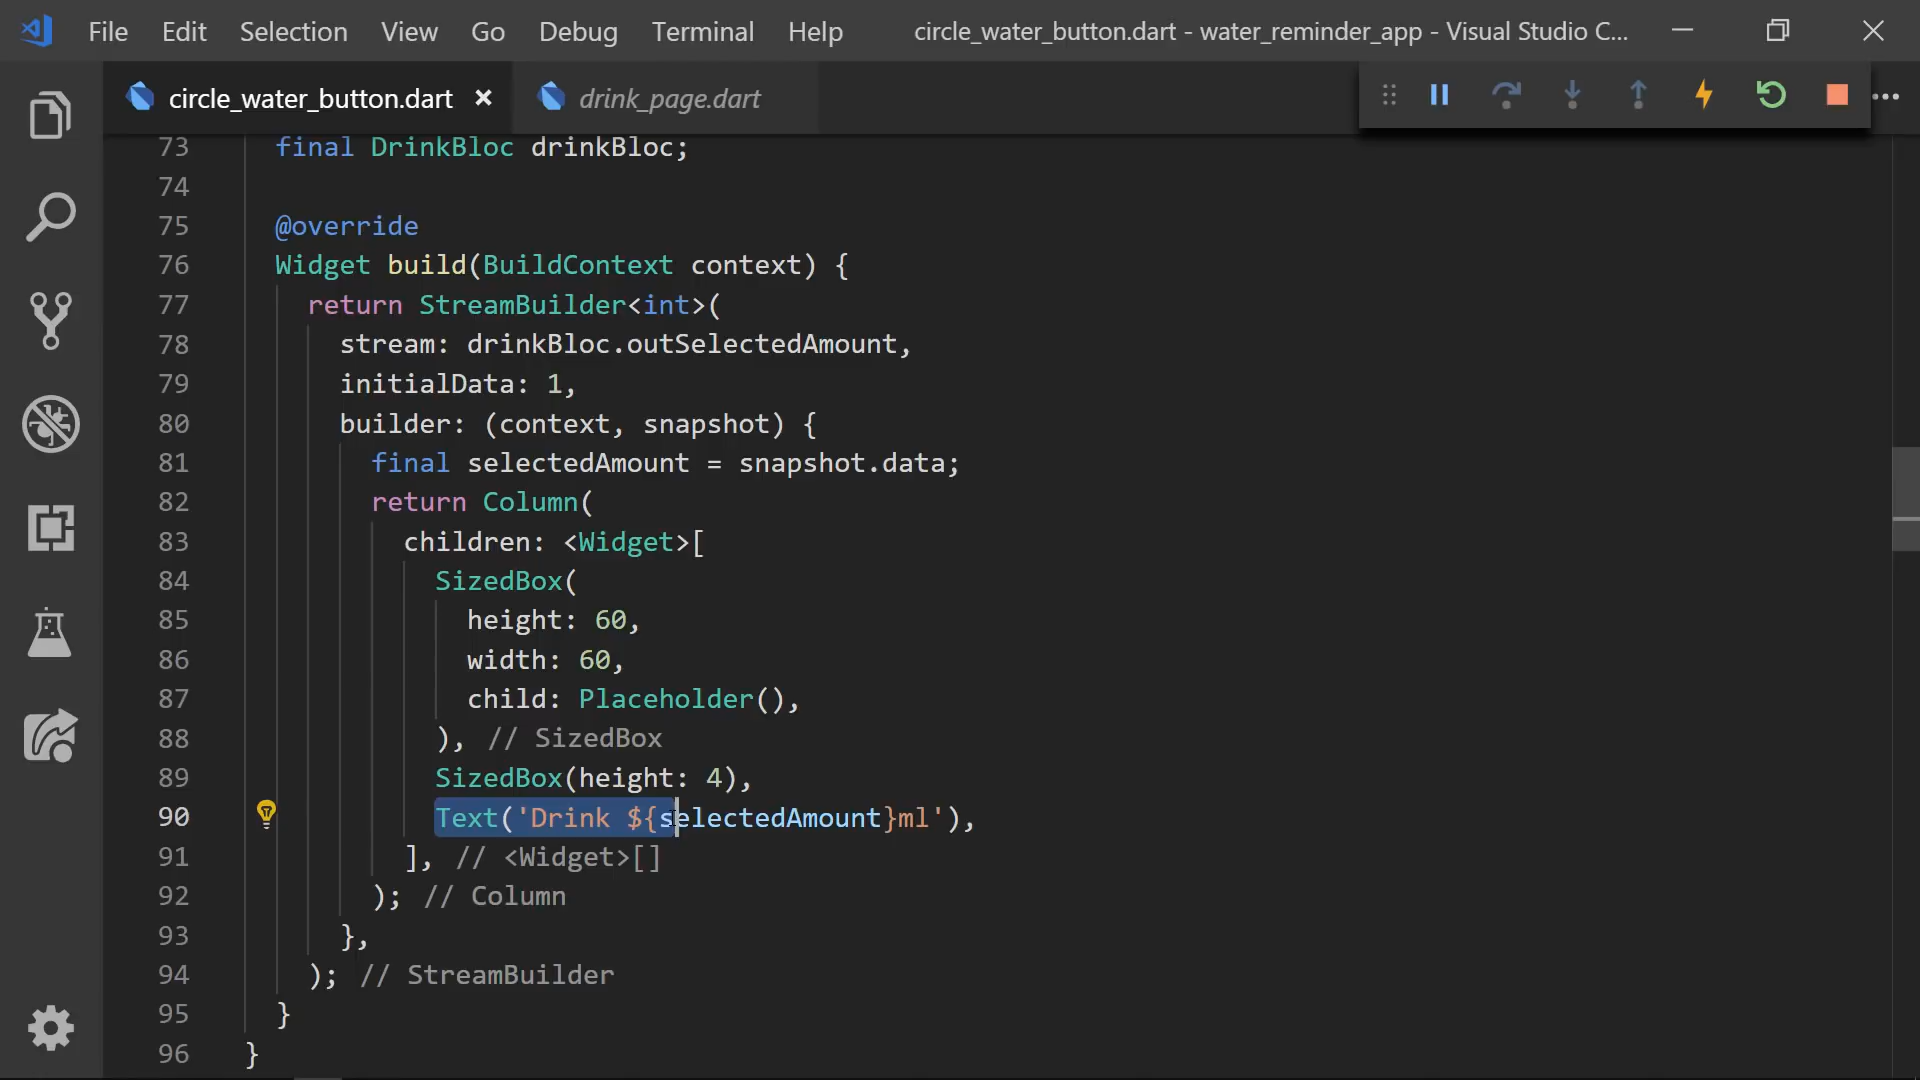 File Edit Selection View Go Debug Terminal Help circle_water_button.dart - water_reminder_app - Visual Studio C...
circle_water_button.dart × drink_page.dart
73 final DrinkBloc drinkBloc;
74
75 @override
76 Widget build(BuildContext context) {
77 return StreamBuilder<int>(
78 stream: drinkBloc.outSelectedAmount,
79 initialData: 1,
80 builder: (context, snapshot) {
81 final selectedAmount = snapshot.data;
82 return Column(
83 children: <Widget>[
84 SizedBox(
85 height: 60,
86 width: 60,
87 child: Placeholder(),
88 ), // SizedBox
89 SizedBox(height: 4),
90 Text('Drink ${selectedAmount}ml'),
91 ], // <Widget>[]
92 ); // Column
93 },
94 ); // StreamBuilder
95 }
96 }